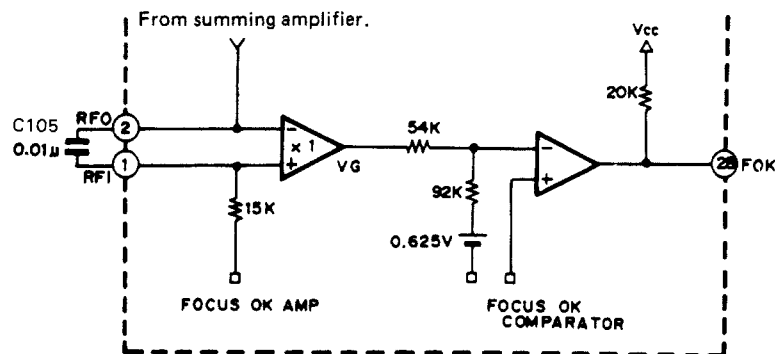 From summing amplifier.
Vcc
20K
C105
0.01µ
RFO
2
−
× 1
+
VG
54K
−
+
28
FOK
1
RFI
15K
92K
0.625V
FOCUS OK AMP
FOCUS OK
COMPARATOR